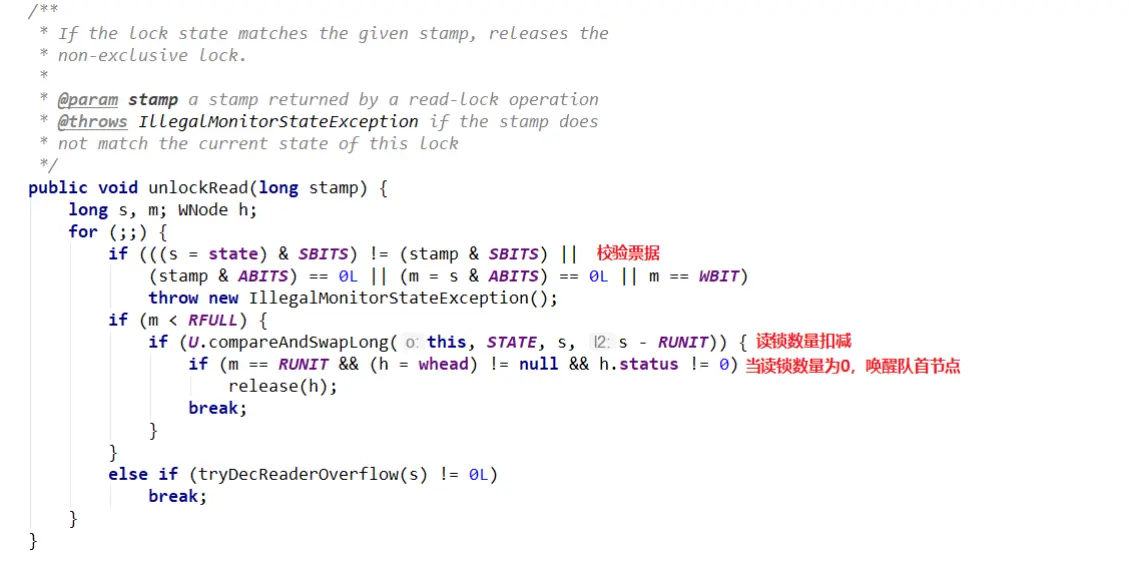 /**
 * If the lock state matches the given stamp, releases the
 * non-exclusive lock.
 *
 * @param stamp a stamp returned by a read-lock operation
 * @throws IllegalMonitorStateException if the stamp does
 * not match the current state of this lock
 */
public void unlockRead(long stamp) {
    long s, m; WNode h;
    for (;;) {
        if (((s = state) & SBITS) != (stamp & SBITS) || 校验票据
            (stamp & ABITS) == 0L || (m = s & ABITS) == 0L || m == WBIT)
            throw new IllegalMonitorStateException();
        if (m < RFULL) {
            if (U.compareAndSwapLong( o: this, STATE, s, l2: s - RUNIT)) { 读锁数量扣减
                if (m == RUNIT && (h = whead) != null && h.status != 0) 当读锁数量为0，唤醒队首节点
                    release(h);
                break;
            }
        }
        else if (tryDecReaderOverflow(s) != 0L)
            break;
    }
}